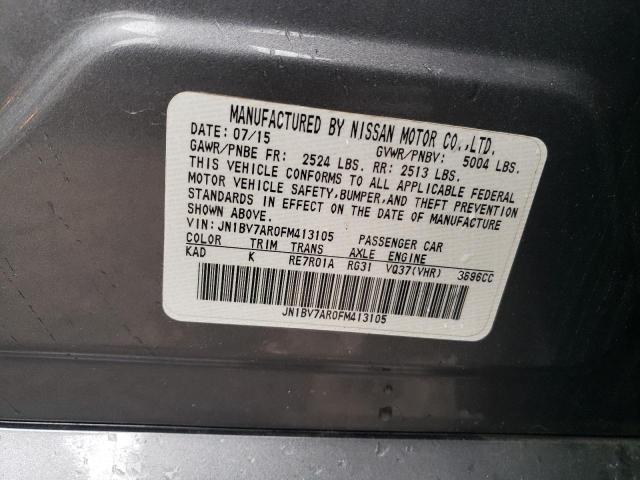 MANUFACTURED BY NISSAN MOTOR CO.,LTD.
DATE: 07/15 GVWR/PNBV: 5004 LBS.
GAWR/PNBE FR: 2524 LBS. RR: 2513 LBS.
THIS VEHICLE CONFORMS TO ALL APPLICABLE FEDERAL
MOTOR VEHICLE SAFETY,BUMPER,AND THEFT PREVENTION
STANDARDS IN EFFECT ON THE DATE OF MANUFACTURE
SHOWN ABOVE.
VIN:JN1BV7AR0FM413105 PASSENGER CAR
COLOR TRIM TRANS AXLE ENGINE
KAD K RE7R01A RG31 VQ37(VHR) 3696CC
JN1BV7AR0FM413105